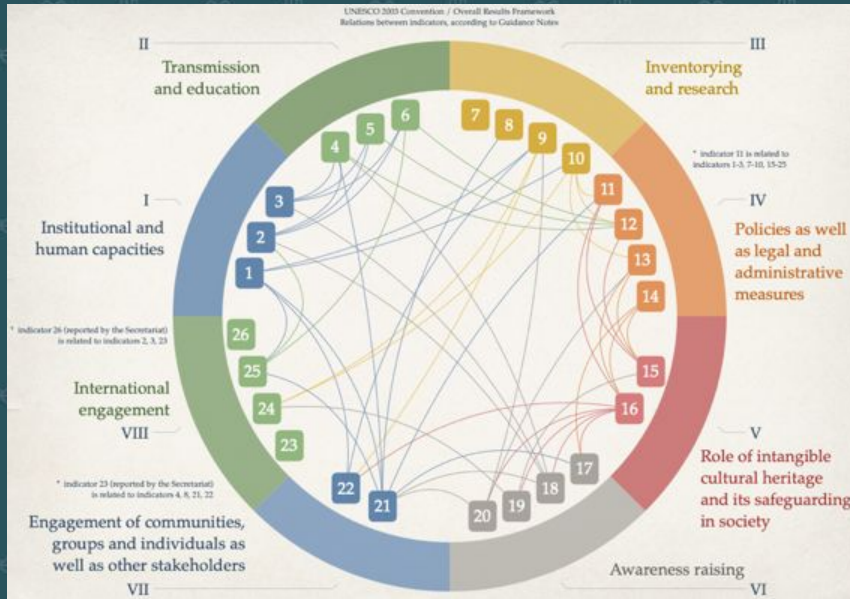 UNESCO 2003 Convention / Overall Results Framework
Relations between indicators, according to Guidance Notes
II
Transmission
and education
III
Inventorying
and research
* indicator 11 is related to
indicators 1-3, 7-10, 15-25
I
Institutional and
human capacities
IV
Policies as well
as legal and
administrative
measures
* indicator 26 (reported by the Secretariat)
is related to indicators 2, 3, 23
International
engagement
VIII
V
Role of intangible
cultural heritage
and its safeguarding
in society
* indicator 23 (reported by the Secretariat)
is related to indicators 4, 8, 21, 22
Engagement of communities,
groups and individuals as
well as other stakeholders
VII
Awareness raising
VI
1
2
3
4
5
6
7
8
9
10
11
12
13
14
15
16
17
18
19
20
21
22
23
24
25
26